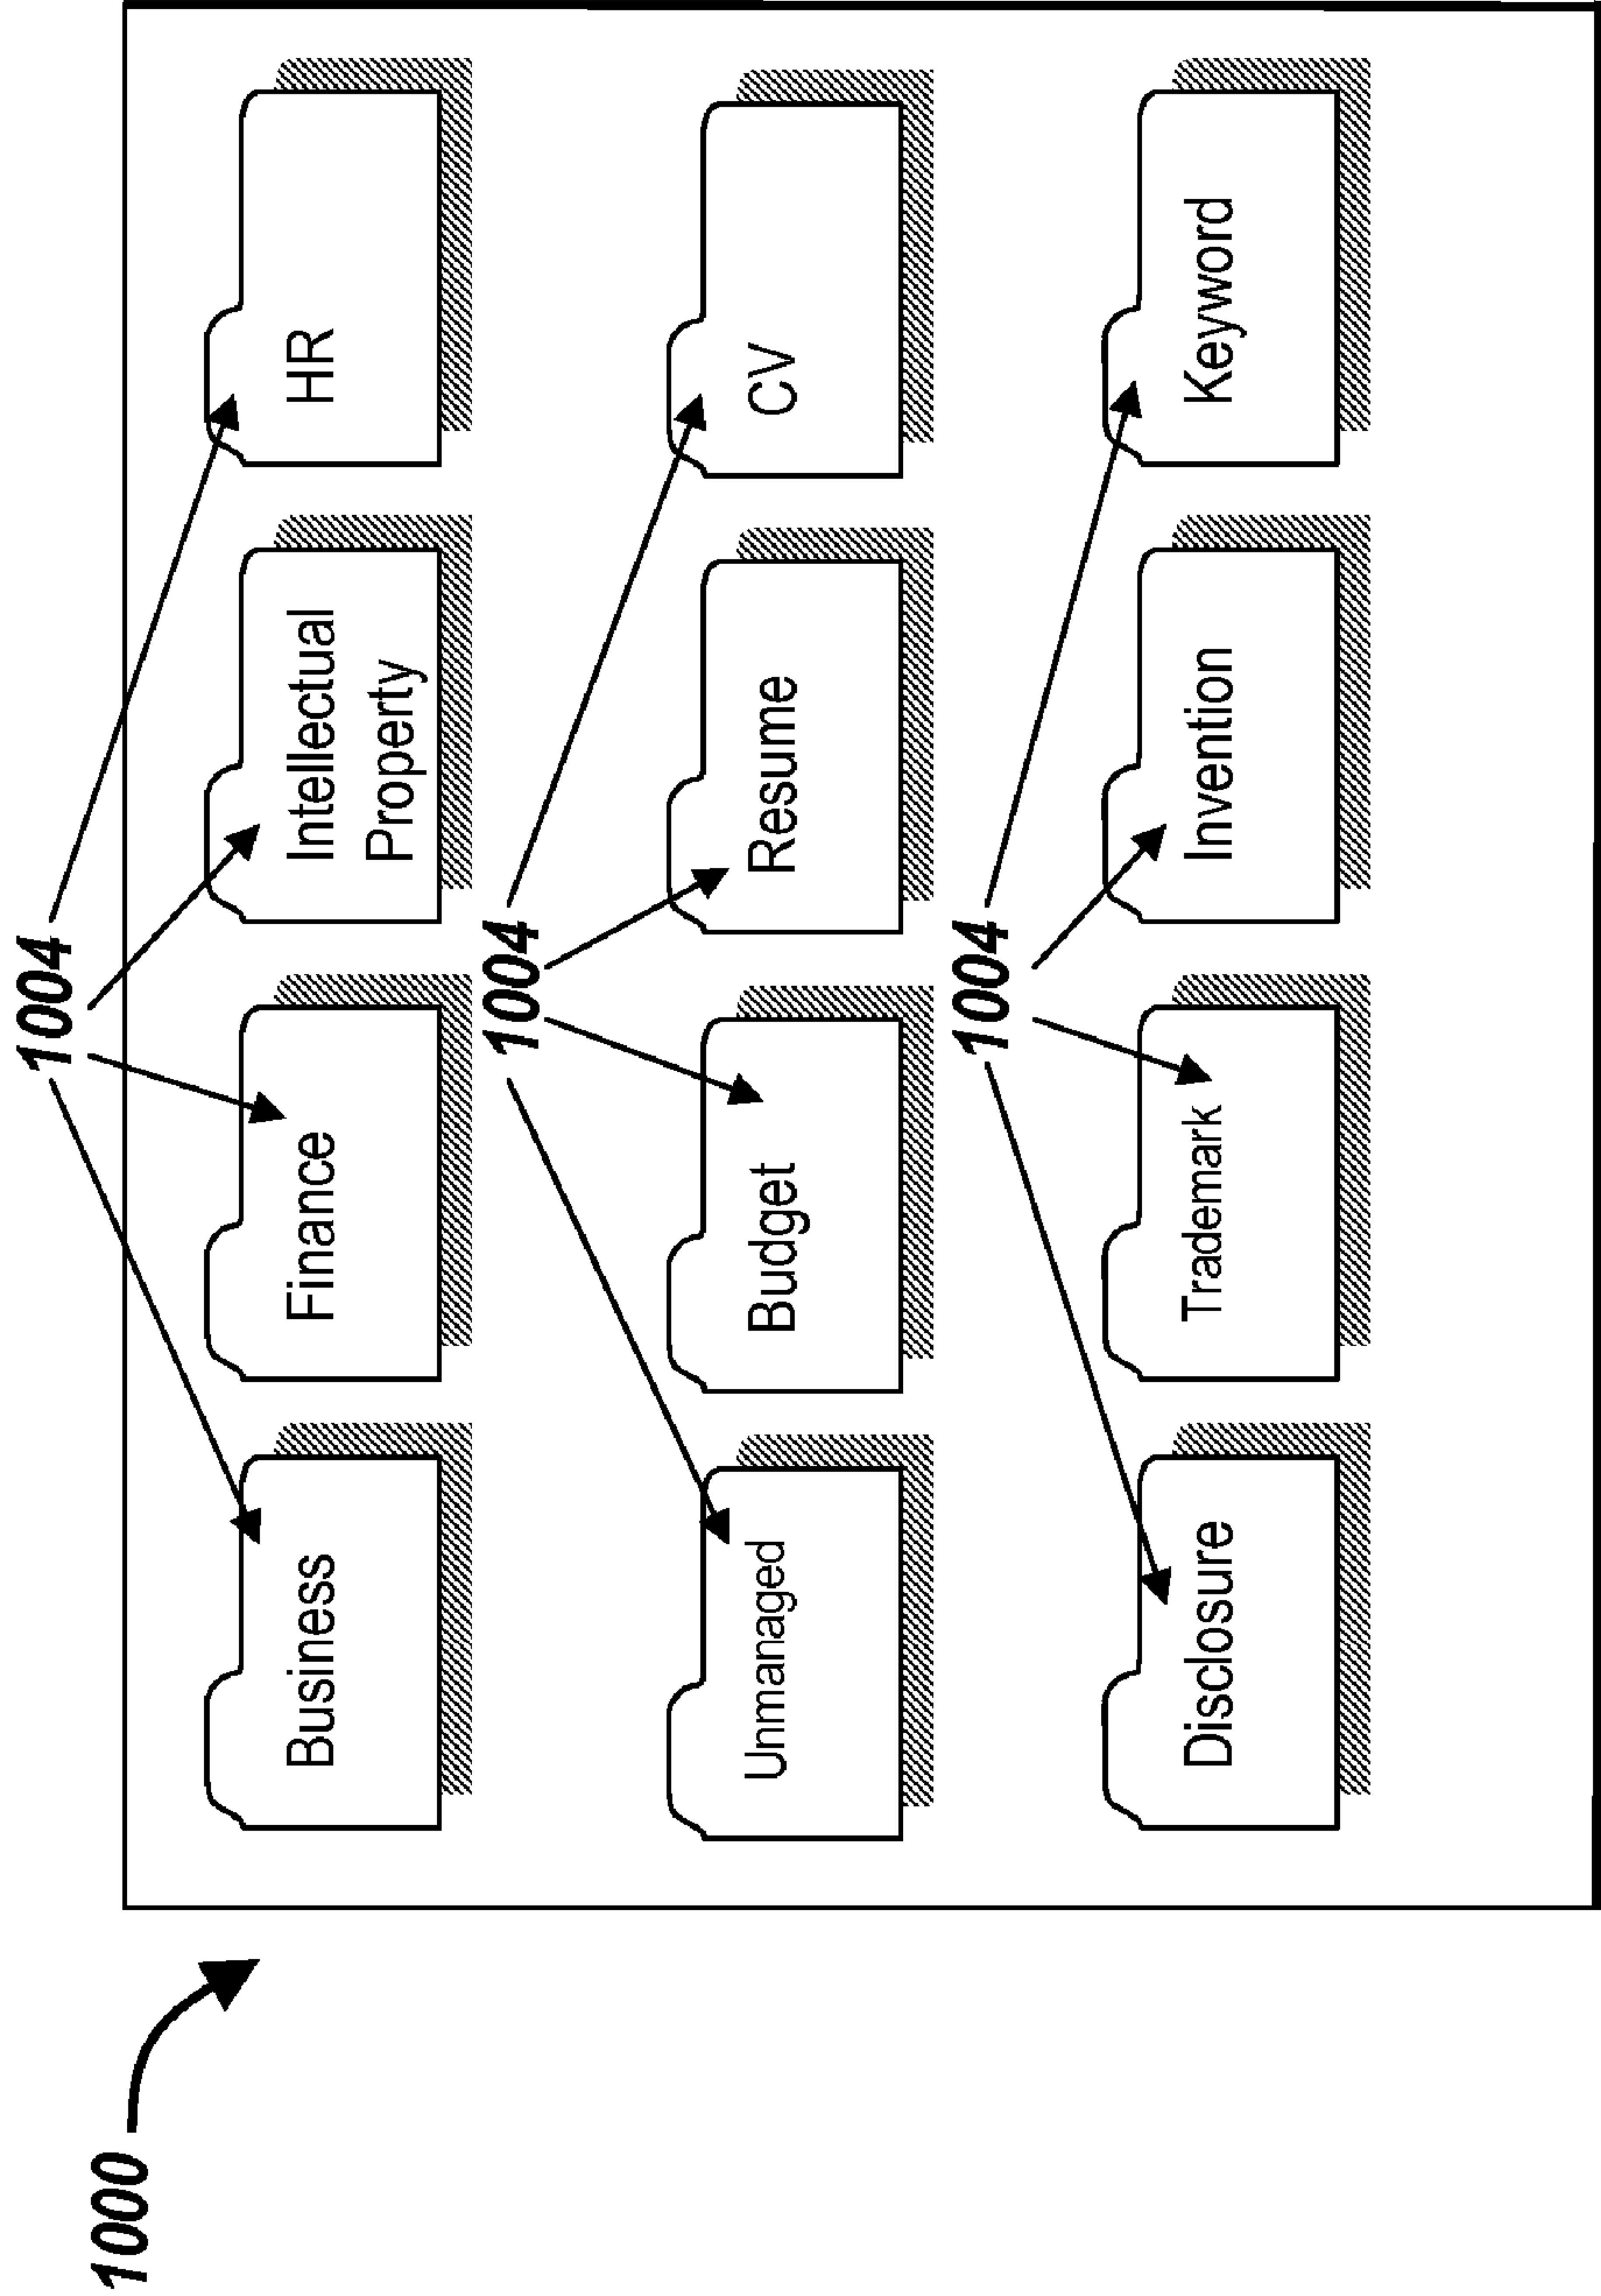 1000
1004
Business
Finance
Intellectual
Property
HR
1004
Unmanaged
Budget
Resume
CV
1004
Disclosure
Trademark
Invention
Keyword